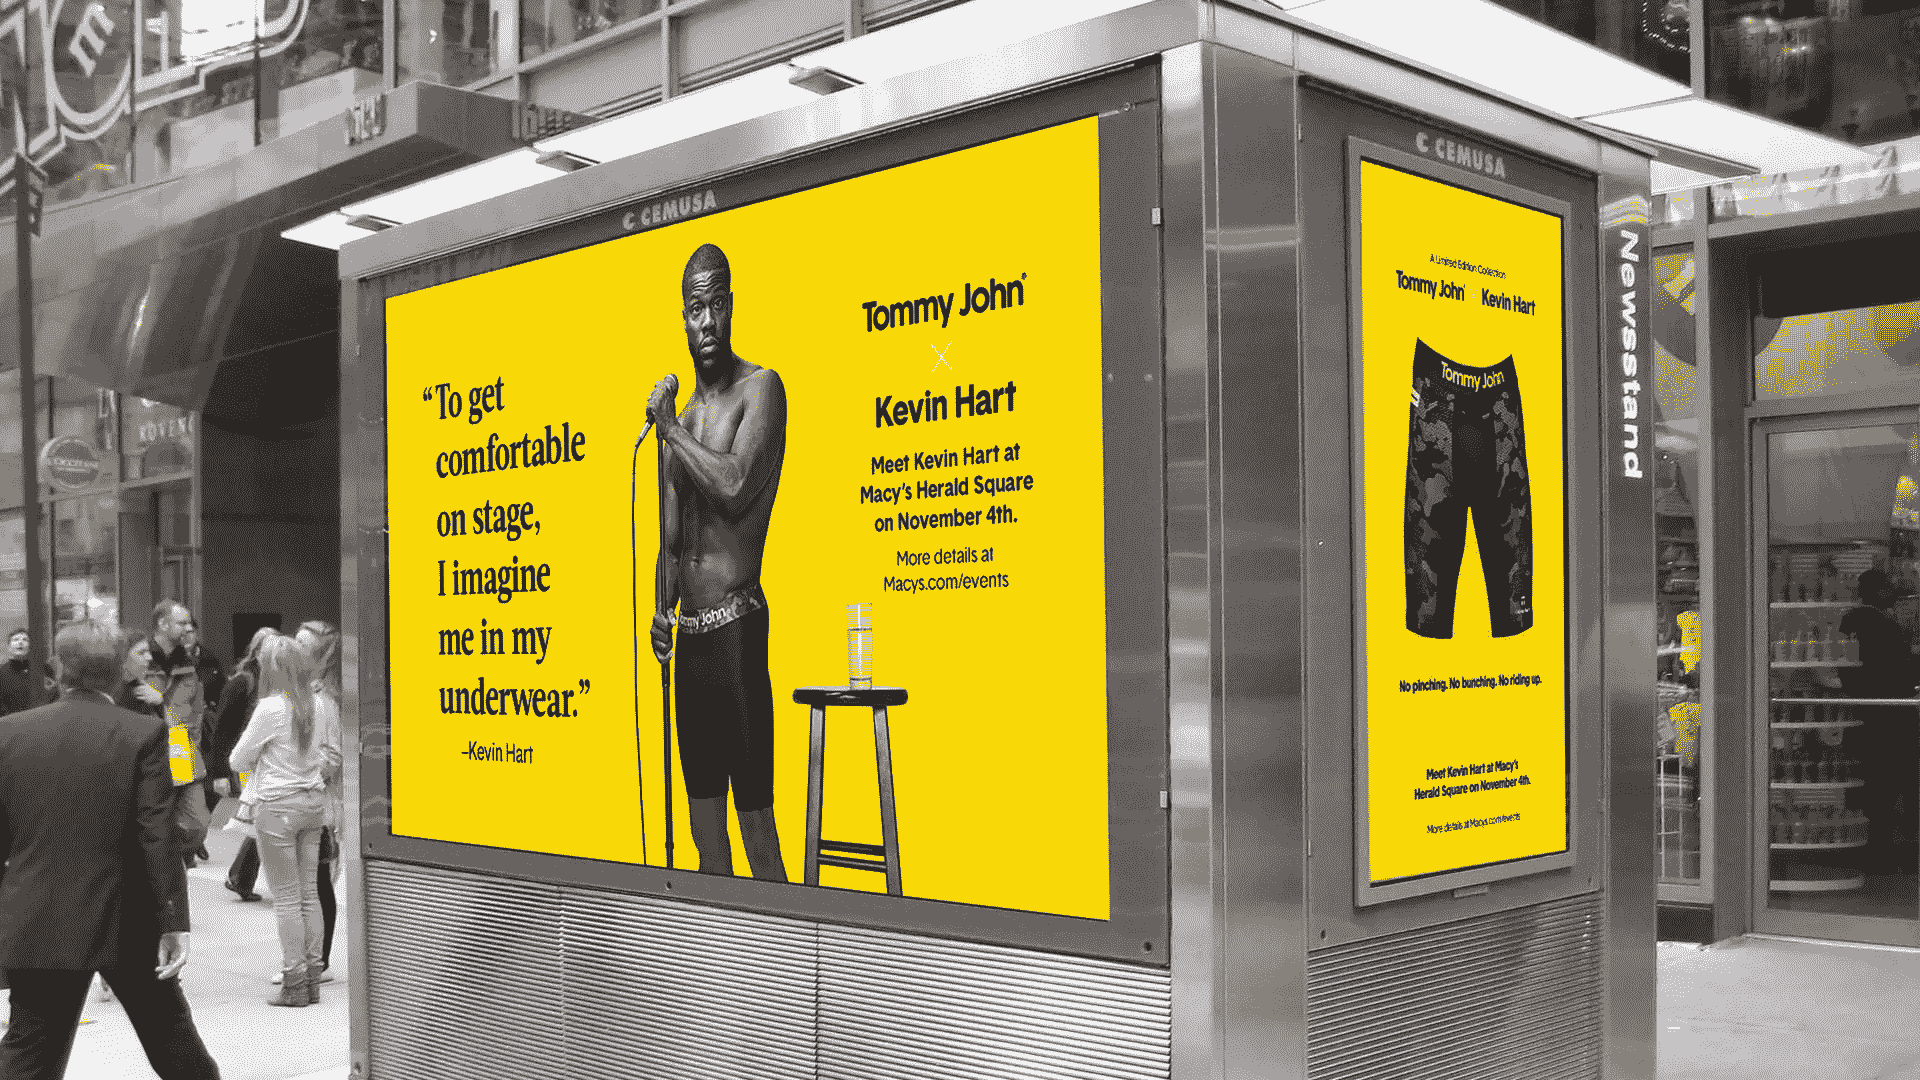 C CEMUSA
“To get
comfortable
on stage,
I imagine
me in my
underwear.”
–Kevin Hart
Tommy John
X
Kevin Hart
Meet Kevin Hart at
Macy's Herald Square
on November 4th.
More details at
Macys.com/events
C CEMUSA
A Limited Edition Collection
Tommy John Kevin Hart
Tommy John
No pinching. No bunching. No riding up.
Meet Kevin Hart at Macy's
Herald Square on November 4th.
More details at Macys.com/events
Newsstand
m